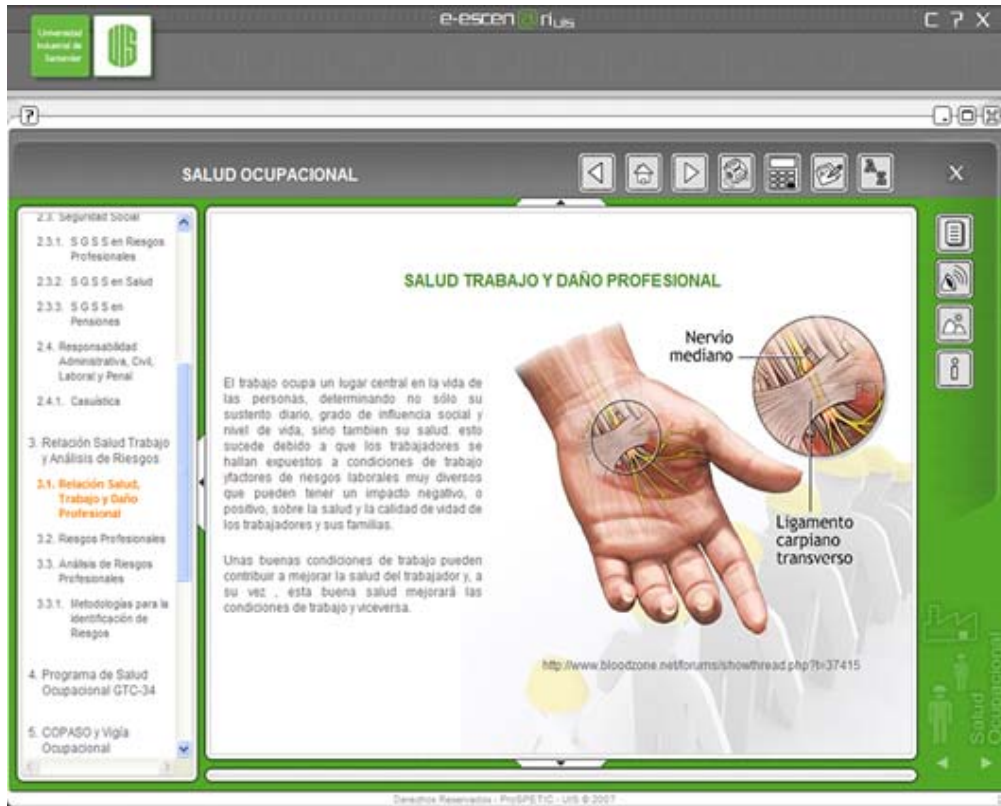 Universidad
Industrial de
Santander
e-escen@riuis
SALUD OCUPACIONAL
2.3. Seguridad Social
2.3.1. S G S S en Riesgos
Profesionales
2.3.2 S G S S en Salud
2.3.3. S G S S en
Pensiones
2.4. Responsabilidad
Administrativa, Civil,
Laboral y Penal
2.4.1. Casuística
3. Relación Salud Trabajo
y Análisis de Riesgos
3.1. Relación Salud,
Trabajo y Daño
Profesional
3.2. Riesgos Profesionales
3.3. Análisis de Riesgos
Profesionales
3.3.1. Metodologías para la
identificación de
Riesgos
4. Programa de Salud
Ocupacional GTC-34
5. COPASO y Vigía
Ocupacional
SALUD TRABAJO Y DAÑO PROFESIONAL
El trabajo ocupa un lugar central en la vida de
las personas, determinando no sólo su
sustento diario, grado de influencia social y
nivel de vida, sino tambien su salud. esto
sucede debido a que los trabajadores se
hallan expuestos a condiciones de trabajo
yfactores de riesgos laborales muy diversos
que pueden tener un impacto negativo, o
positivo, sobre la salud y la calidad de vidad de
los trabajadores y sus familias.
Unas buenas condiciones de trabajo pueden
contribuir a mejorar la salud del trabajador y, a
su vez , esta buena salud mejorará las
condiciones de trabajo y viceversa.
Nervio
mediano
Ligamento
carpiano
transverso
http://www.bloodzone.net/forums/showthread.php?t=37415
Salud
Ocupacional
Derechos Reservados - ProSPETIC - UIS © 2007